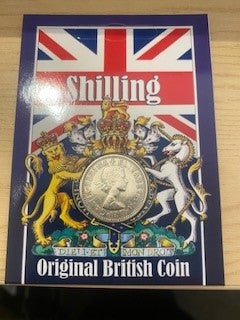 Shilling
DIEU ET MON DROIT
Original British Coin